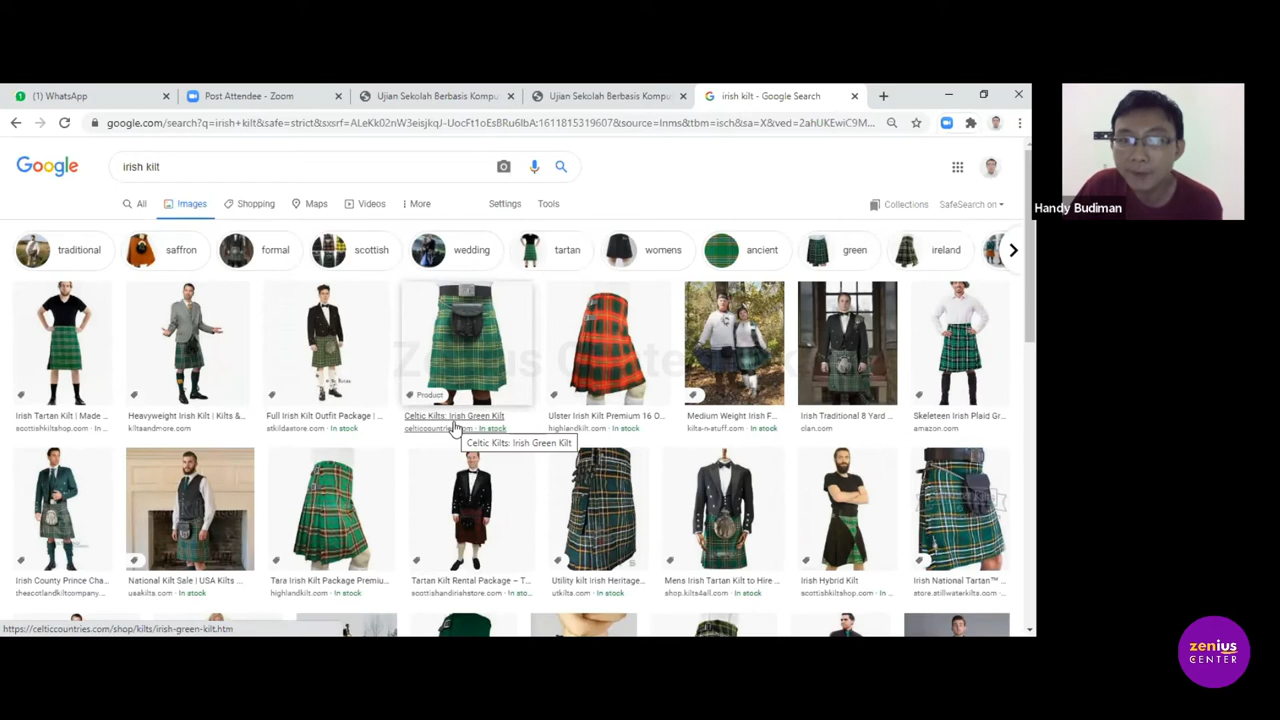 (1) WhatsApp
Post Attendee - Zoom
Ujian Sekolah Berbasis Kompu
Ujian Sekolah Berbasis Kompu
irish kilt - Google Search
google.com/search?q=irish+kilt&safe=strict&sxsrf=ALeKk02nW3eisjkqJ-UocFt1oEsBRu6lbA:1611815319607&source=lnms&tbm=isch&sa=X&ved=2ahUKEwiC9M...
Google
irish kilt
All
Images
Shopping
Maps
Videos
More
Settings
Tools
Collections
SafeSearch on
traditional
saffron
formal
scottish
wedding
tartan
womens
ancient
green
ireland
Product
Irish Tartan Kilt | Made ...
Heavyweight Irish Kilt | Kilts &...
Full Irish Kilt Outfit Package | ...
Celtic Kilts: Irish Green Kilt
Ulster Irish Kilt Premium 16 O...
Medium Weight Irish F...
Irish Traditional 8 Yard ...
Skeleteen Irish Plaid Gr...
scottishkiltshop.com · In
kiltsandmore.com
stkildastore.com · In stock
celticcountries.com · In stock
highlandkilt.com · In stock
kilts-n-stuff.com · In stock
clan.com
amazon.com
Celtic Kilts: Irish Green Kilt
Irish County Prince Cha...
National Kilt Sale | USA Kilts ...
Tara Irish Kilt Package Premiu...
Tartan Kilt Rental Package – T...
Utility kilt Irish Heritage...
Mens Irish Tartan Kilt to Hire ...
Irish Hybrid Kilt
Irish National Tartan™ ...
thescotlandkiltcompany...
usakilts.com · In stock
highlandkilt.com · In stock
scottishandirishstore.com · In sto...
utkilts.com · In stock
shop.kilts4all.com · In stock
scottishkiltshop.com · In sto...
store.stillwaterkilts.com · In s...
https://celticcountries.com/shop/kilts/irish-green-kilt.htm
Handy Budiman
zenius
CENTER